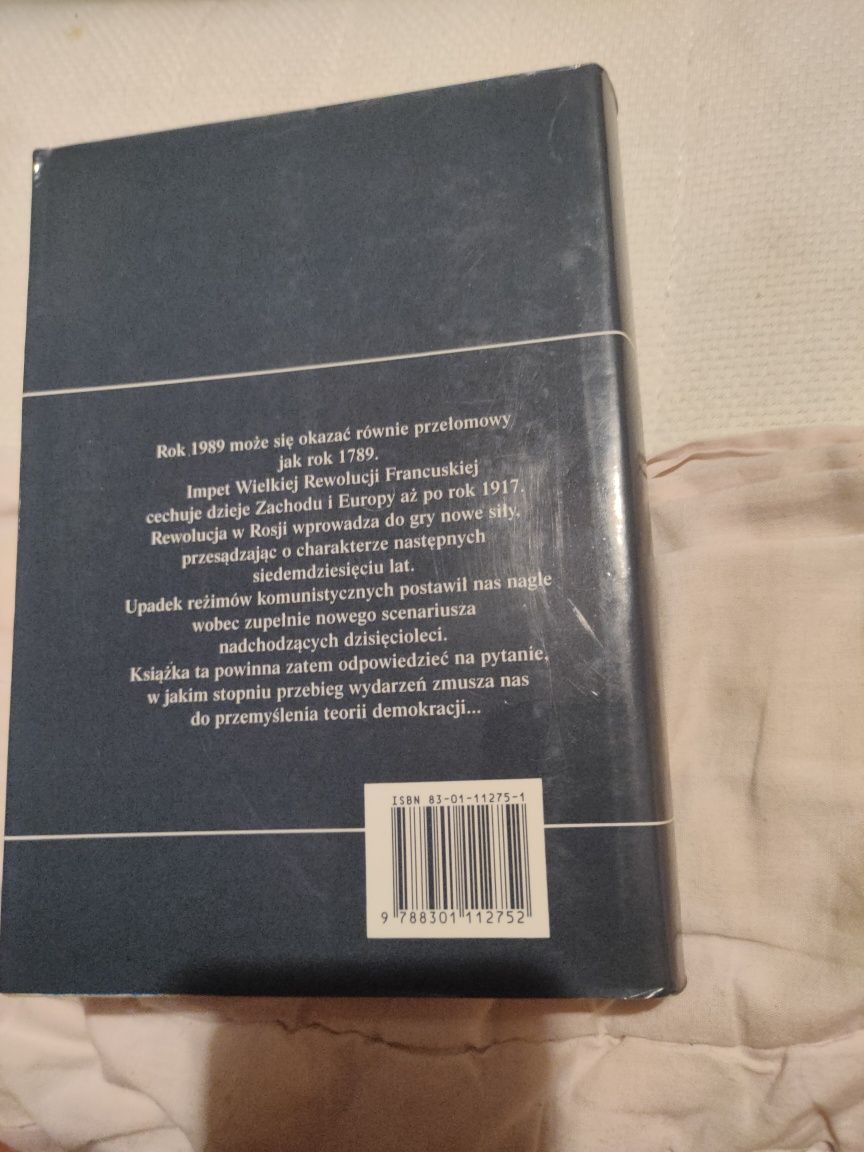 Rok 1989 może się okazać równie przełomowy
jak rok 1789.
Impet Wielkiej Rewolucji Francuskiej
cechuje dzieje Zachodu i Europy aż po rok 1917.
Rewolucja w Rosji wprowadza do gry nowe siły,
przesądzając o charakterze następnych
siedemdziesięciu lat.
Upadek reżimów komunistycznych postawił nas nagle
wobec zupełnie nowego scenariusza
nadchodzących dzisięcioleci.
Książka ta powinna zatem odpowiedzieć na pytanie,
w jakim stopniu przebieg wydarzeń zmusza nas
do przemyślenia teorii demokracji...
ISBN 83-01-11275-1
9 788301 112752